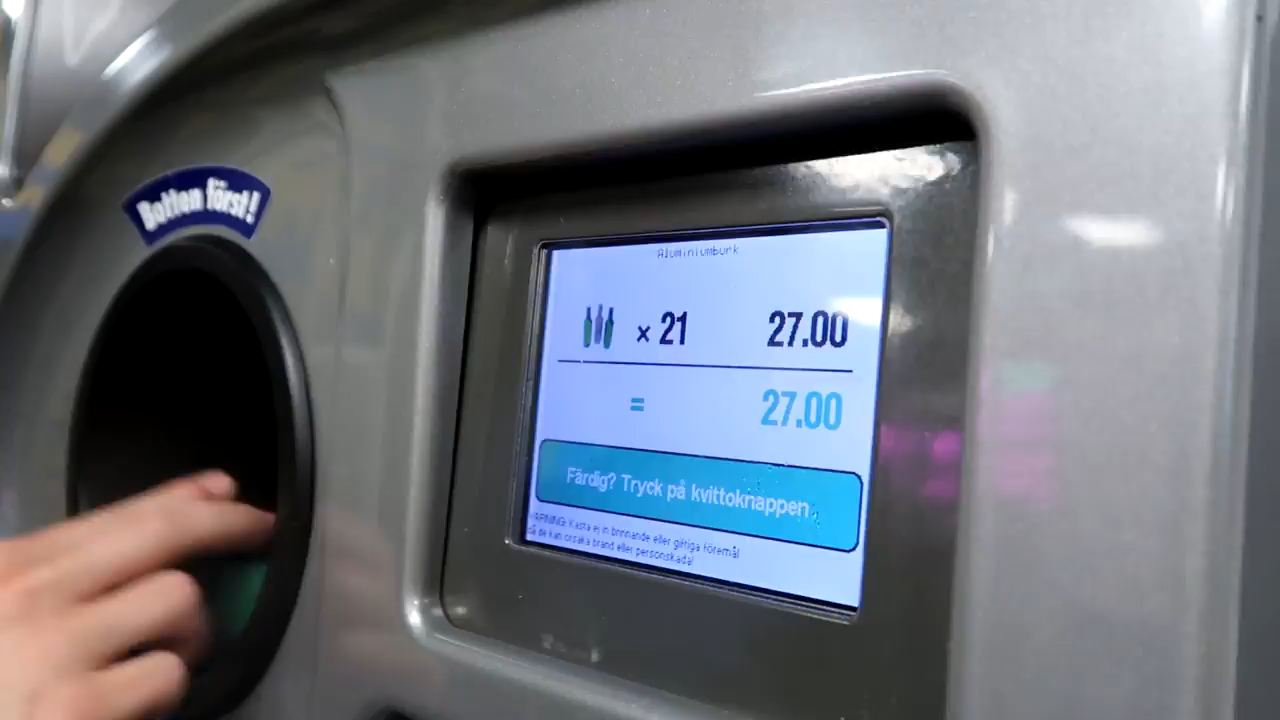 Botten först!
Aluminiumburk
× 21 27.00
= 27.00
Färdig? Tryck på kvittoknappen
VARNING: Kasta ej in brinnande eller giftiga föremål
då de kan orsaka brand eller personskada!